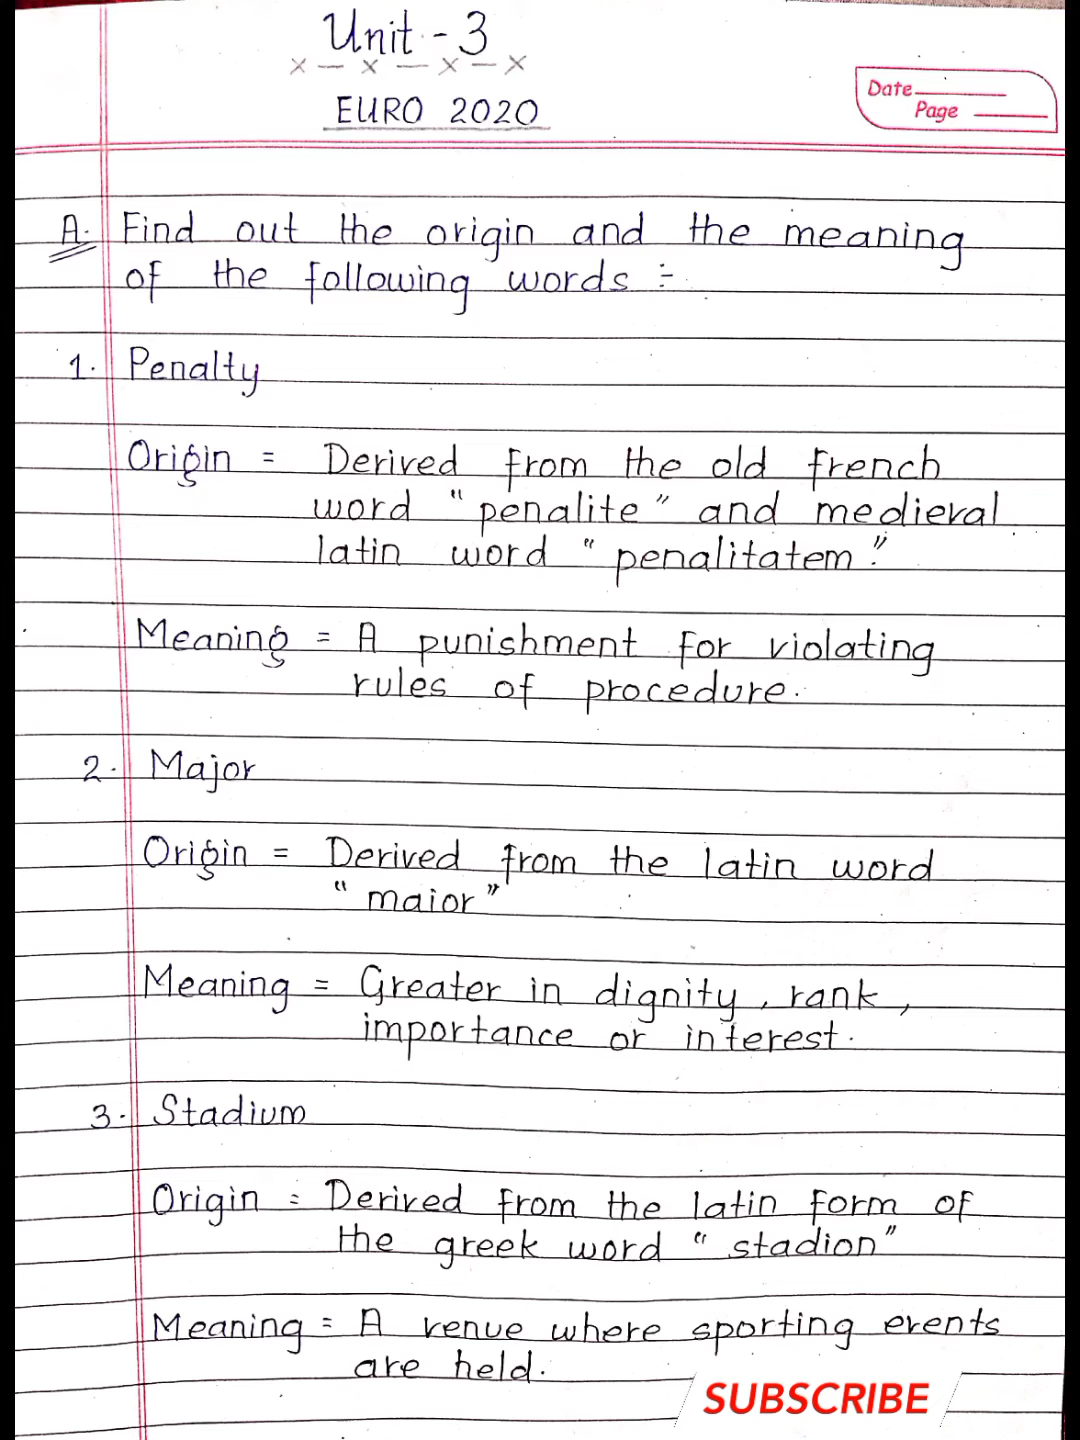 Unit - 3
× — × — × — ×
EURO 2020
Date
Page
A. Find out the origin and the meaning
of the following words :-
1. Penalty
Origin = Derived from the old french
word "penalite" and medieval
latin word "penalitatem".
Meaning = A punishment for violating
rules of procedure.
2. Major
Origin = Derived from the latin word
"maior"
Meaning = Greater in dignity, rank,
importance or interest.
3. Stadium
Origin = Derived from the latin form of
the greek word "stadion"
Meaning = A venue where sporting events
are held.
SUBSCRIBE